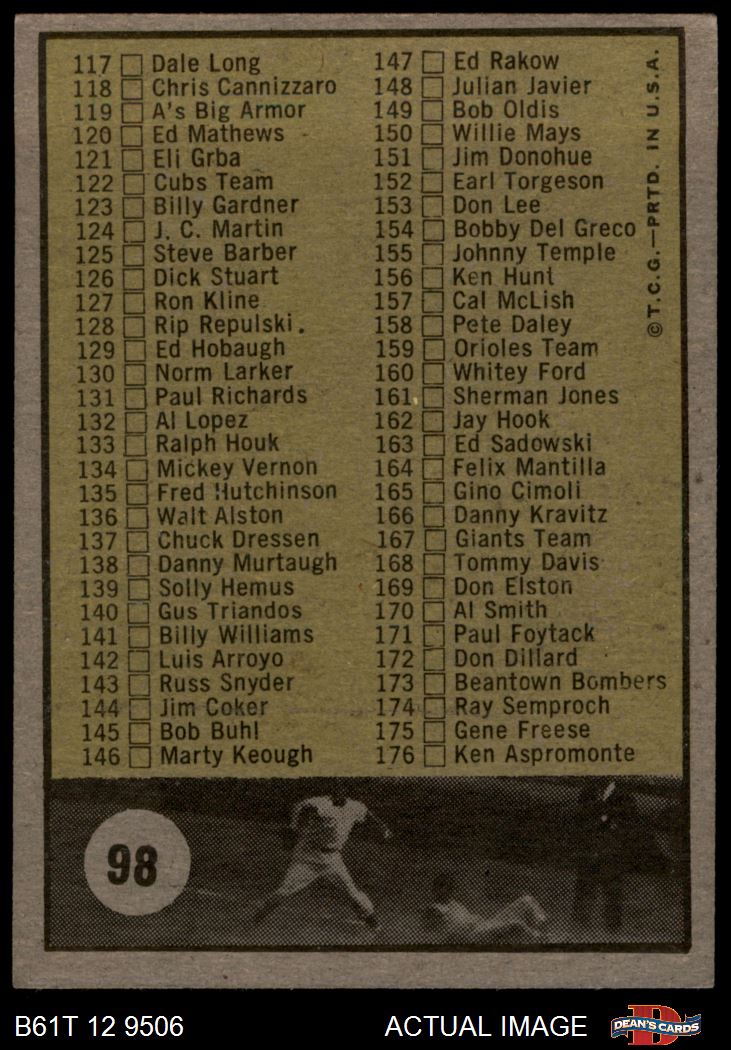 117 Dale Long
118 Chris Cannizzaro
119 A's Big Armor
120 Ed Mathews
121 Eli Grba
122 Cubs Team
123 Billy Gardner
124 J. C. Martin
125 Steve Barber
126 Dick Stuart
127 Ron Kline
128 Rip Repulski.
129 Ed Hobaugh
130 Norm Larker
131 Paul Richards
132 Al Lopez
133 Ralph Houk
134 Mickey Vernon
135 Fred Hutchinson
136 Walt Alston
137 Chuck Dressen
138 Danny Murtaugh
139 Solly Hemus
140 Gus Triandos
141 Billy Williams
142 Luis Arroyo
143 Russ Snyder
144 Jim Coker
145 Bob Buhl
146 Marty Keough
147 Ed Rakow
148 Julian Javier
149 Bob Oldis
150 Willie Mays
151 Jim Donohue
152 Earl Torgeson
153 Don Lee
154 Bobby Del Greco
155 Johnny Temple
156 Ken Hunt
157 Cal McLish
158 Pete Daley
159 Orioles Team
160 Whitey Ford
161 Sherman Jones
162 Jay Hook
163 Ed Sadowski
164 Felix Mantilla
165 Gino Cimoli
166 Danny Kravitz
167 Giants Team
168 Tommy Davis
169 Don Elston
170 Al Smith
171 Paul Foytack
172 Don Dillard
173 Beantown Bombers
174 Ray Semproch
175 Gene Freese
176 Ken Aspromonte
© T.C.G.—PRTD. IN U.S.A.
98
B61T 12 9506
ACTUAL IMAGE
D
DEAN'S CARDS